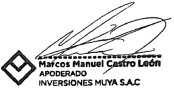 Marcos Manuel Castro León
APODERADO
INVERSIONES MUYA S.A.C